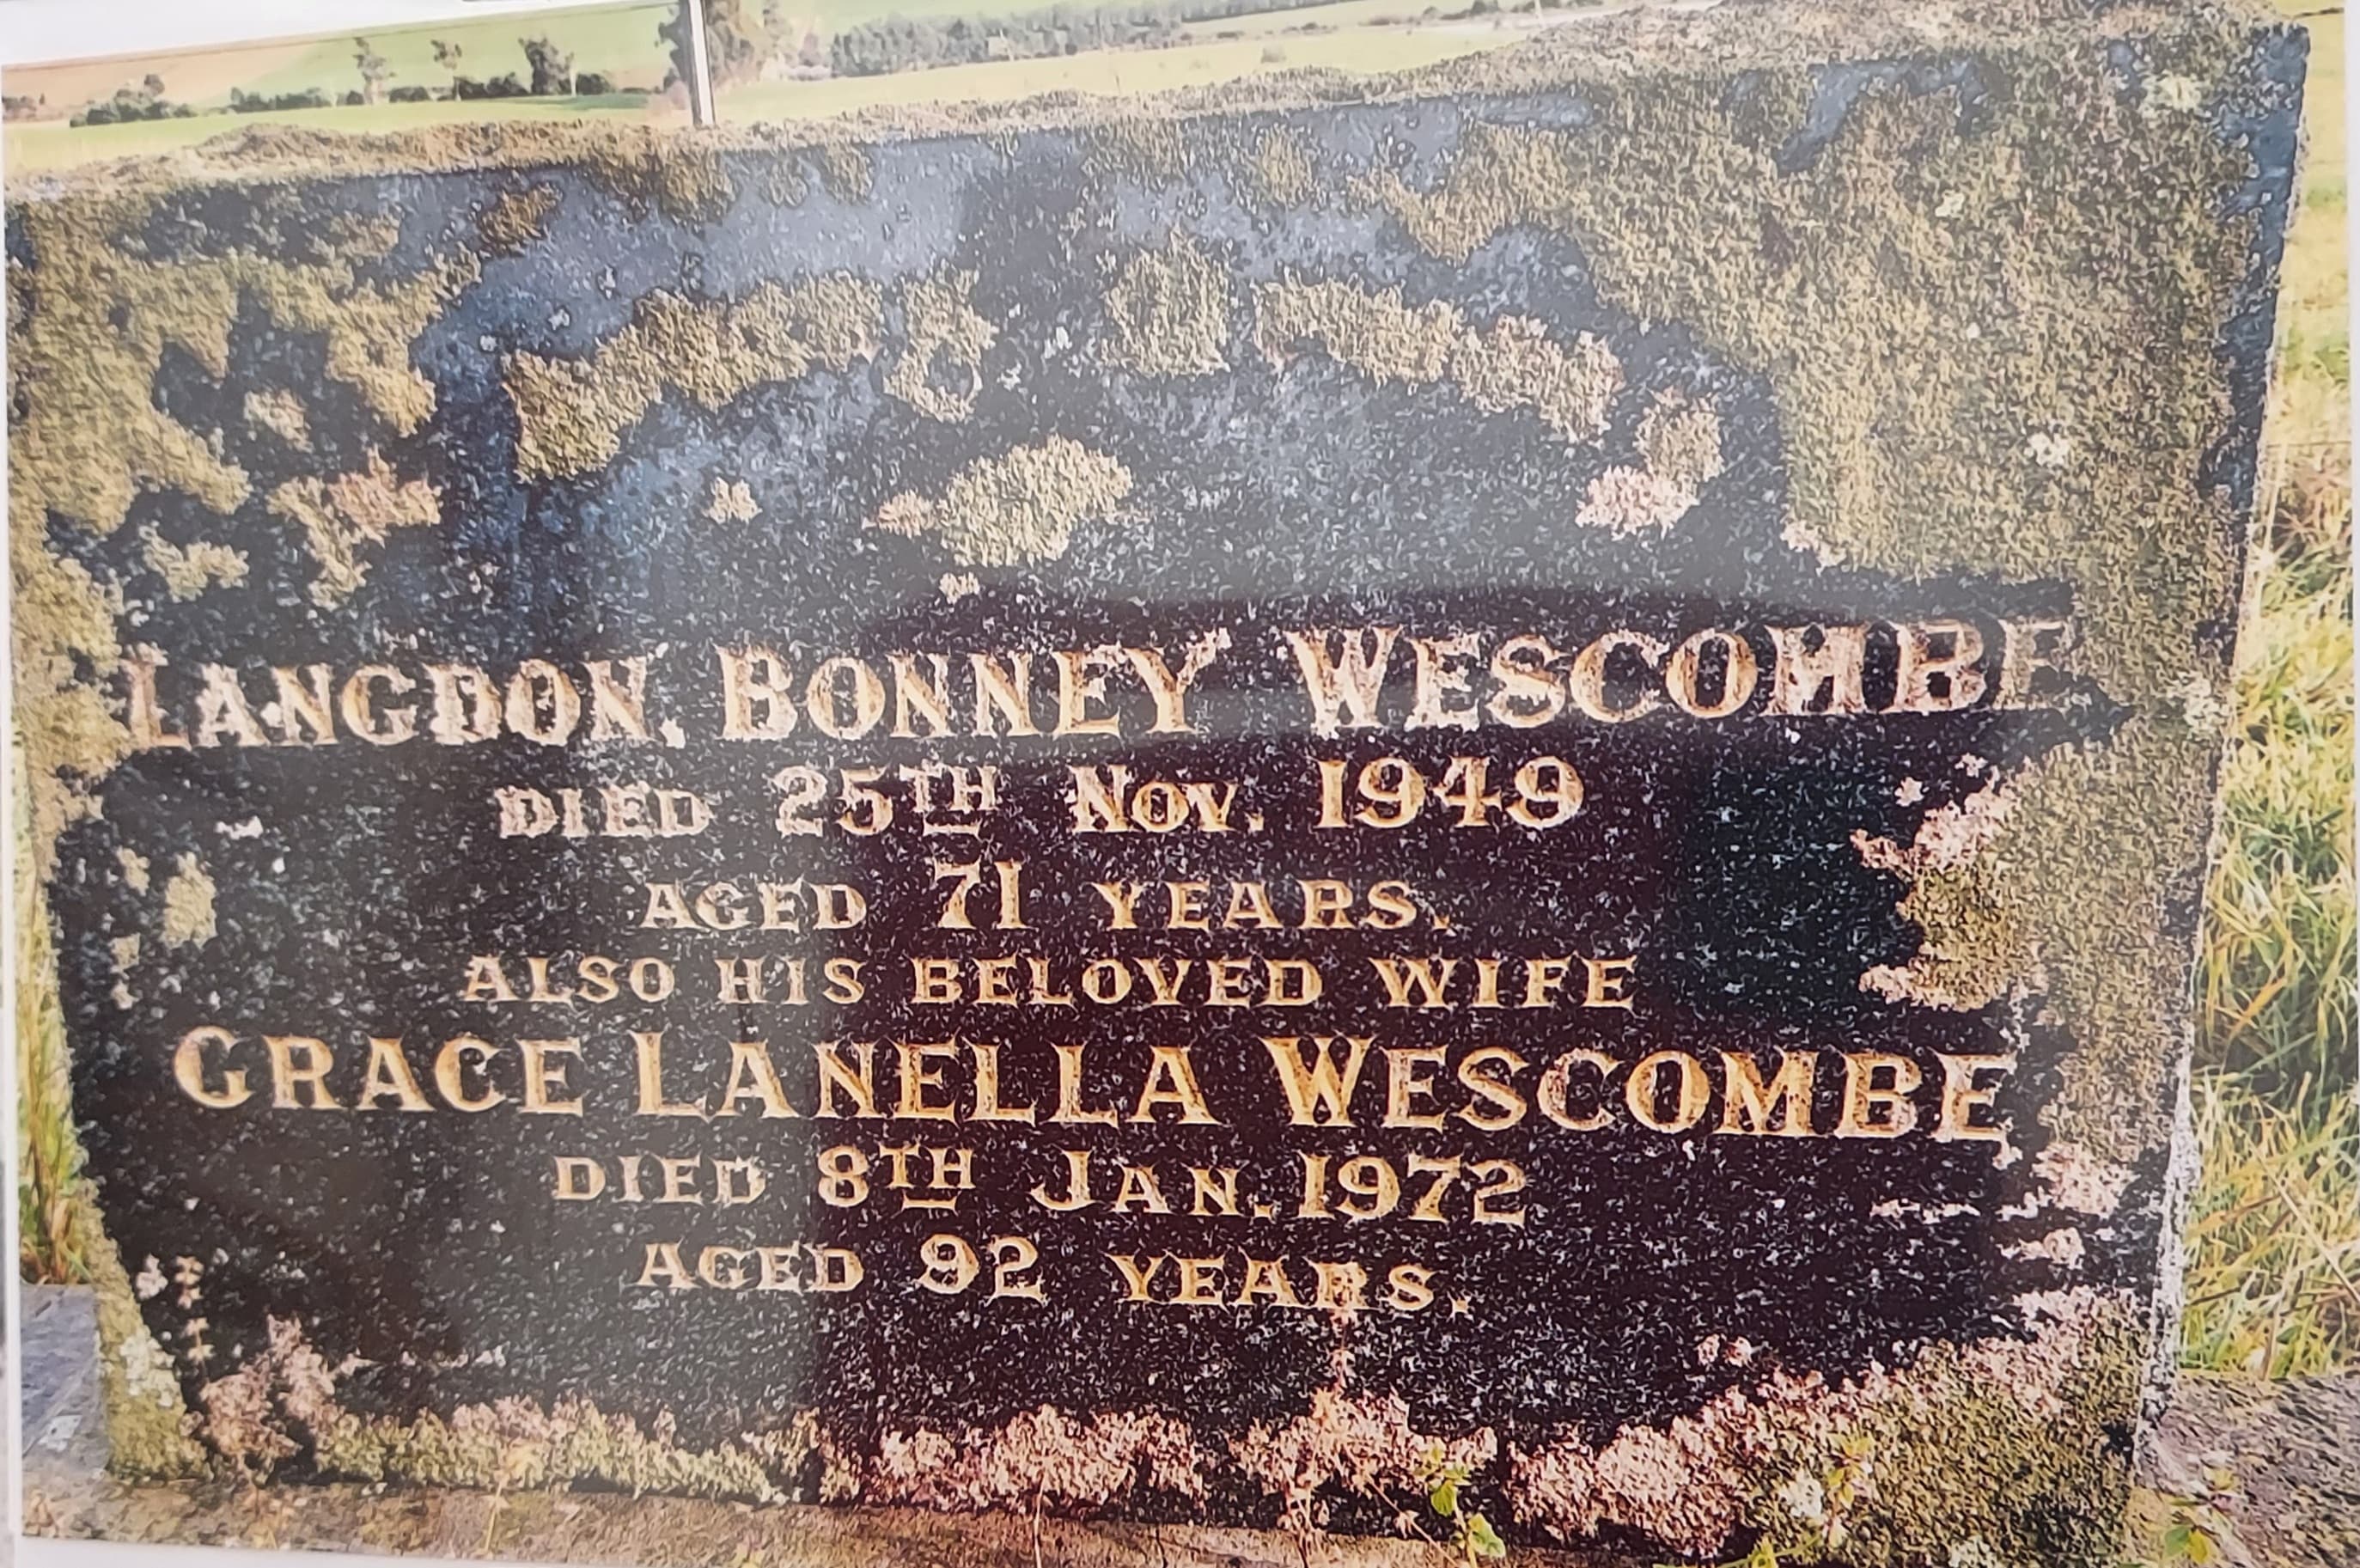 LANGDON. BONNEY WESCOMBE
DIED 25TH NOV. 1949
AGED 71 YEARS.
ALSO HIS BELOVED WIFE
GRACE LANELLA WESCOMBE
DIED 8TH JAN. 1972
AGED 92 YEARS.